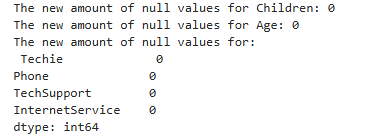 The new amount of null values for Children: 0
The new amount of null values for Age: 0
The new amount of null values for:
 Techie             0
Phone              0
TechSupport        0
InternetService    0
dtype: int64